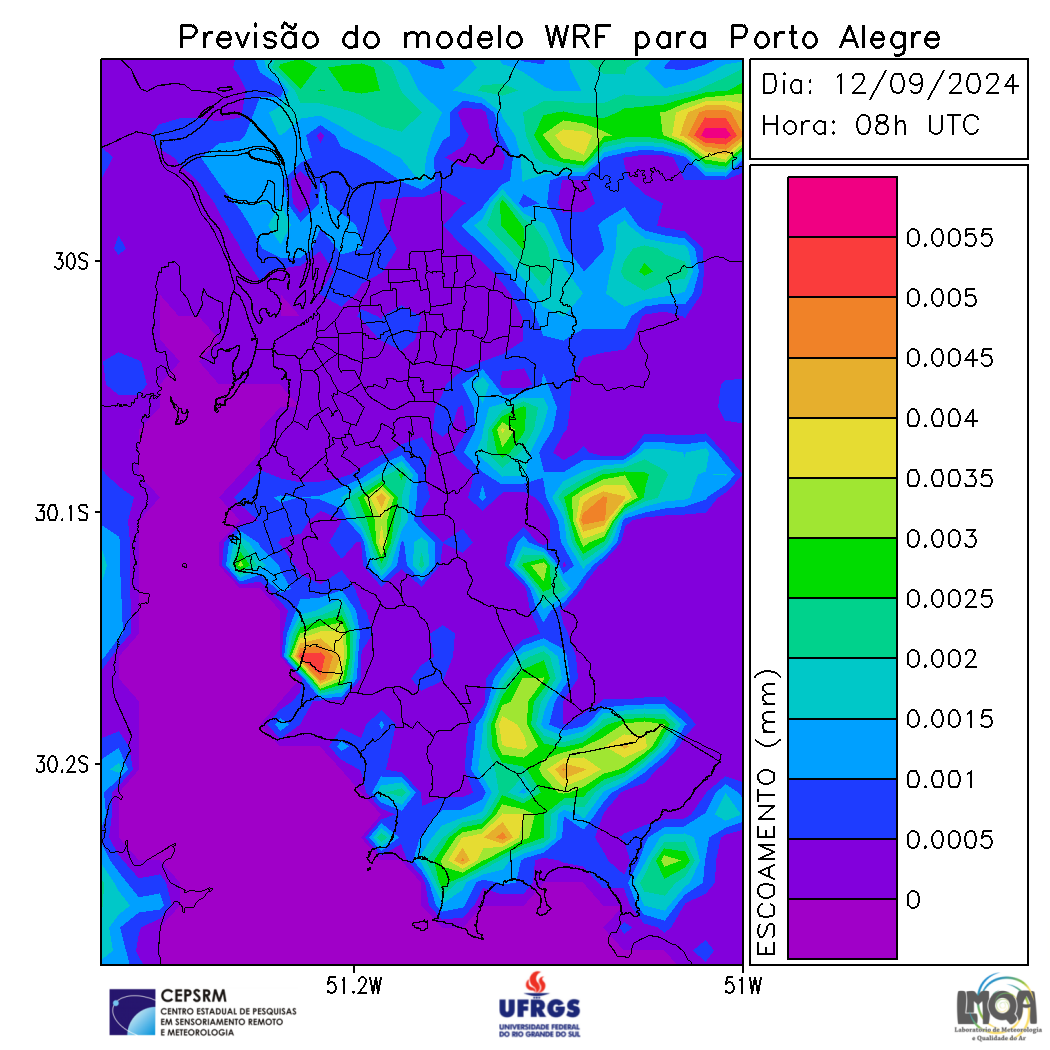 Previsão do modelo WRF para Porto Alegre
Dia: 12/09/2024
Hora: 08h UTC
0.0055
0.005
0.0045
0.004
0.0035
0.003
0.0025
0.002
0.0015
0.001
0.0005
0
ESCOAMENTO (mm)
30S
30.1S
30.2S
51.2W
51W
CEPSRM
CENTRO ESTADUAL DE PESQUISAS
EM SENSORIAMENTO REMOTO
E METEOROLOGIA
UFRGS
UNIVERSIDADE FEDERAL
DO RIO GRANDE DO SUL
LMQA
Laboratório de Meteorologia
e Qualidade do Ar